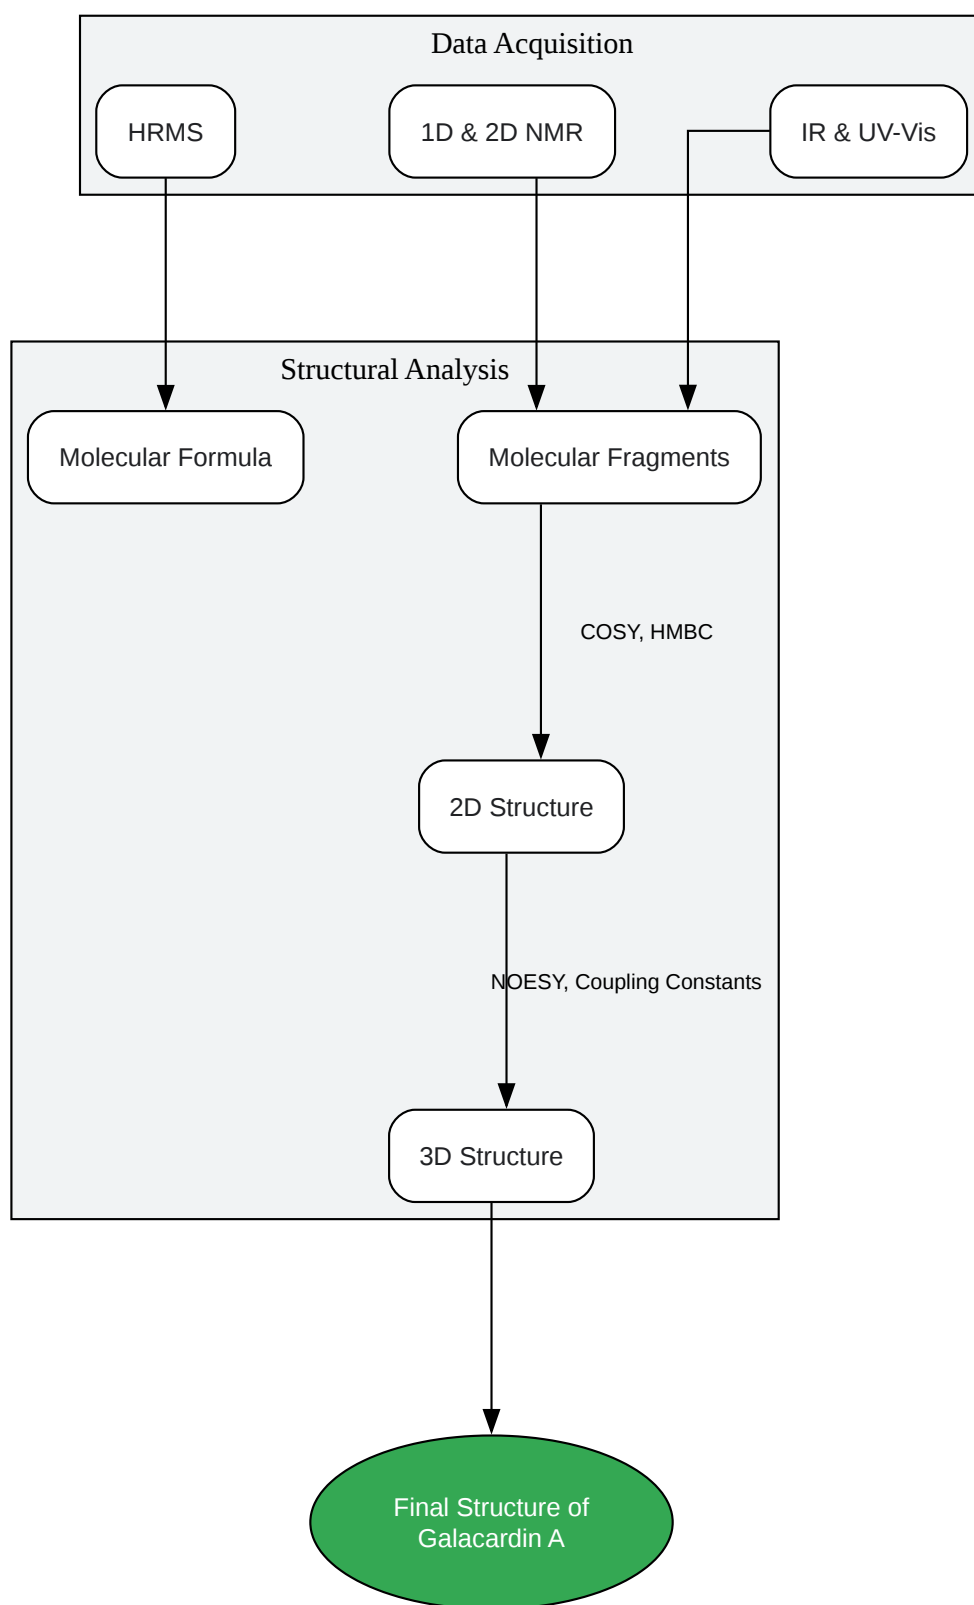 Data Acquisition
HRMS
1D & 2D NMR
IR & UV-Vis
Structural Analysis
Molecular Formula
Molecular Fragments
COSY, HMBC
2D Structure
NOESY, Coupling Constants
3D Structure
Final Structure of
Galacardin A